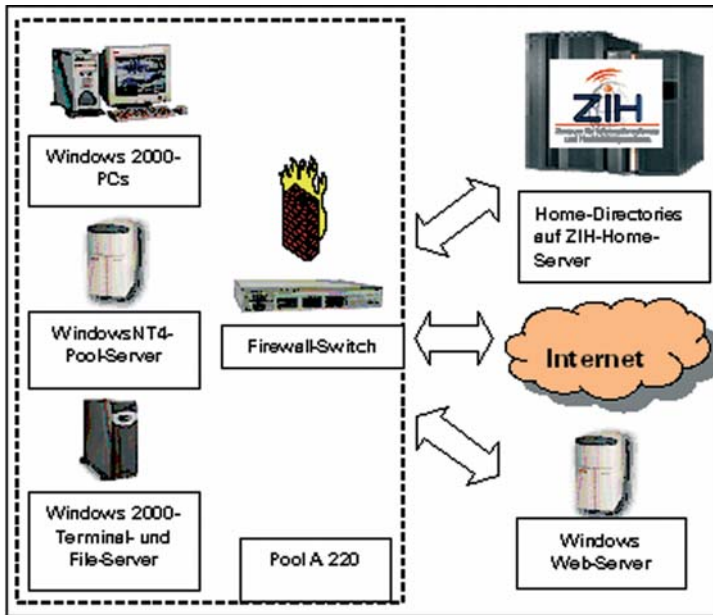 Windows 2000-
PCs
WindowsNT4-
Pool-Server
Windows 2000-
Terminal- und
File-Server
Firewall-Switch
Pool A 220
ZIH
Home-Directories
auf ZIH-Home-
Server
Internet
Windows
Web-Server